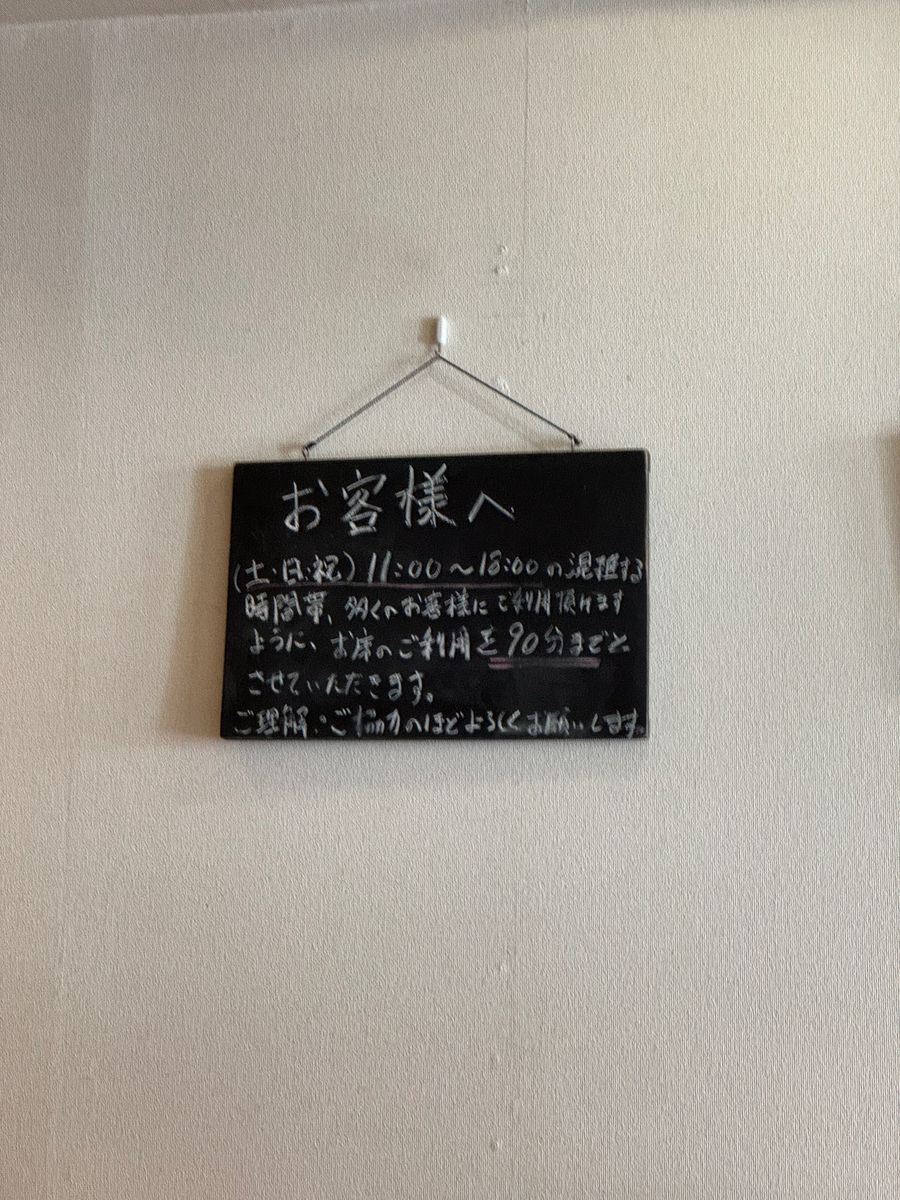 お客様へ
(土・日・祝) 11:00〜18:00の混雑する
時間帯、多くのお客様にご利用頂けます
ように、お席のご利用を90分までと
させていただきます。
ご理解・ご協力のほどよろしくお願いします。